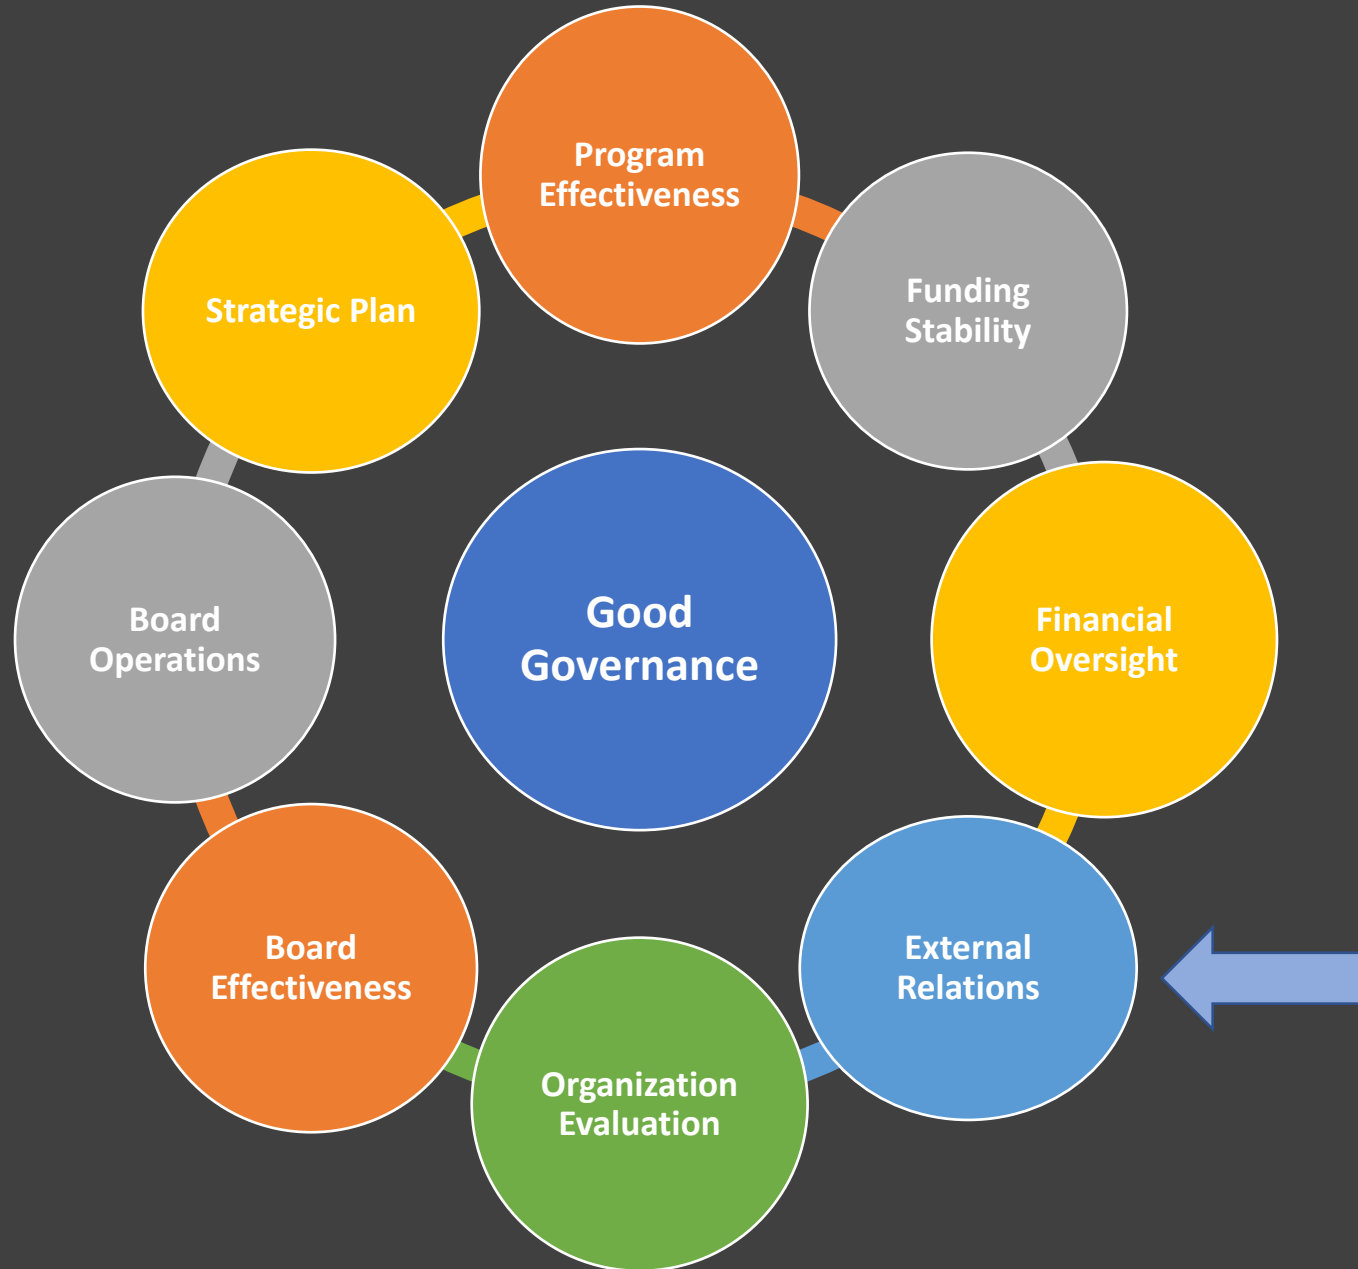 Program
Effectiveness
Funding
Stability
Strategic Plan
Good
Governance
Board
Operations
Financial
Oversight
Board
Effectiveness
External
Relations
Organization
Evaluation